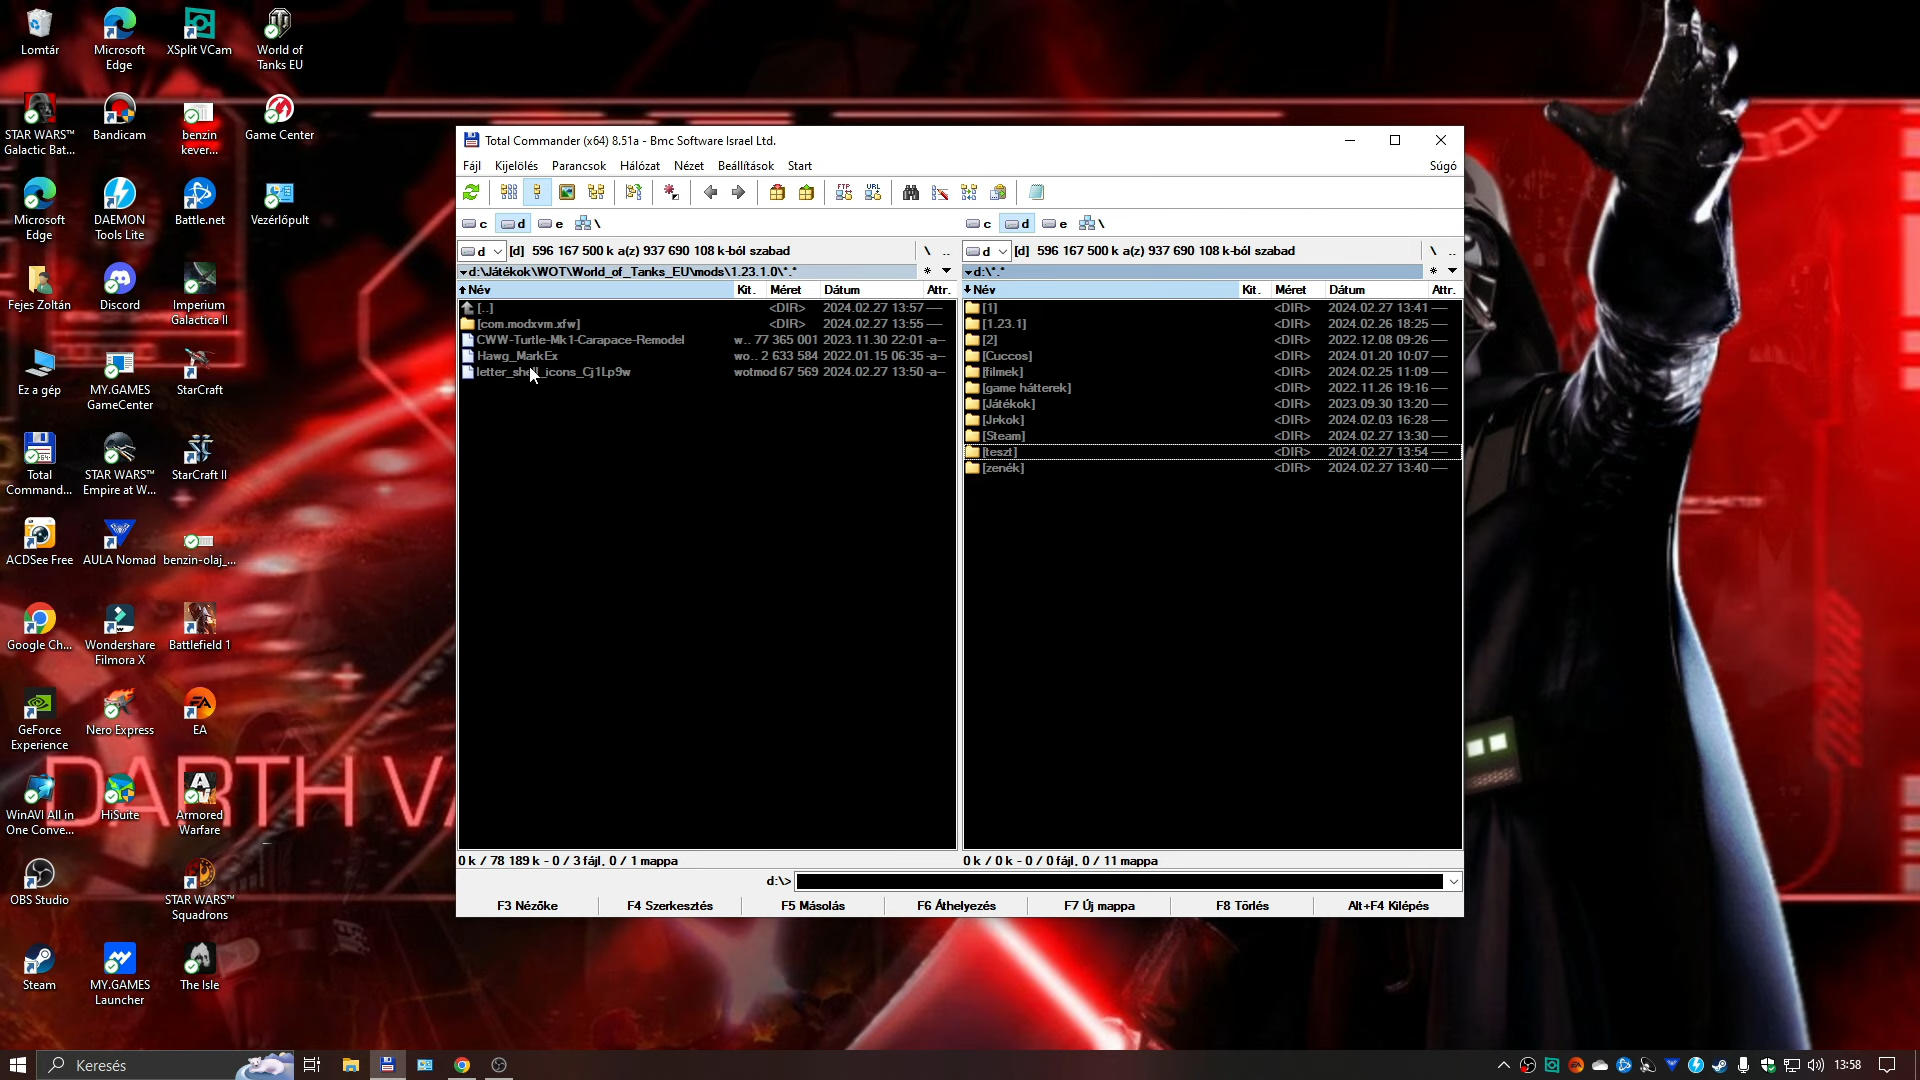 Lomtár
Microsoft
Edge
XSplit VCam
World of
Tanks EU
STAR WARS™
Galactic Bat...
Bandicam
benzin
kever...
Game Center
Microsoft
Edge
DAEMON
Tools Lite
Battle.net
Vezérlőpult
Fejes Zoltán
Discord
Imperium
Galactica II
Ez a gép
MY.GAMES
GameCenter
StarCraft
Total
Command...
STAR WARS™
Empire at W...
StarCraft II
ACDSee Free
AULA Nomad
benzin-olaj_...
Google Ch...
Wondershare
Filmora X
Battlefield 1
GeForce
Experience
Nero Express
EA
WinAVI All in
One Conve...
HiSuite
Armored
Warfare
OBS Studio
STAR WARS™
Squadrons
Steam
MY.GAMES
Launcher
The Isle
DARTH V
Total Commander (x64) 8.51a - Bmc Software Israel Ltd.
Fájl Kijelölés Parancsok Hálózat Nézet Beállítások Start Súgó
FTP URL
c d e \
c d e \
d [d] 596 167 500 k a(z) 937 690 108 k-ból szabad \ ..
d [d] 596 167 500 k a(z) 937 690 108 k-ból szabad \ ..
d:\Játékok\WOT\World_of_Tanks_EU\mods\1.23.1.0\*.* *
d:\*.* *
Név Kit. Méret Dátum Attr.
[..] <DIR> 2024.02.27 13:57 ----
[com.modxvm.xfw] <DIR> 2024.02.27 13:55 ----
CWW-Turtle-Mk1-Carapace-Remodel w.. 77 365 001 2023.11.30 22:01 -a--
Hawg_MarkEx wo.. 2 633 584 2022.01.15 06:35 -a--
letter_shell_icons_Cj1Lp9w wotmod 67 569 2024.02.27 13:50 -a--
Név Kit. Méret Dátum Attr.
[1] <DIR> 2024.02.27 13:41 ----
[1.23.1] <DIR> 2024.02.26 18:25 ----
[2] <DIR> 2022.12.08 09:26 ----
[Cuccos] <DIR> 2024.01.20 10:07 ----
[filmek] <DIR> 2024.02.25 11:09 ----
[game hátterek] <DIR> 2022.11.26 19:16 ----
[Játékok] <DIR> 2023.09.30 13:20 ----
[Jpkok] <DIR> 2024.02.03 16:28 ----
[Steam] <DIR> 2024.02.27 13:30 ----
[teszt] <DIR> 2024.02.27 13:54 ----
[zenék] <DIR> 2024.02.27 13:40 ----
0 k / 78 189 k - 0 / 3 fájl, 0 / 1 mappa
0 k / 0 k - 0 / 0 fájl, 0 / 11 mappa
d:\>
F3 Nézőke F4 Szerkesztés F5 Másolás F6 Áthelyezés F7 Új mappa F8 Törlés Alt+F4 Kilépés
Keresés
13:58